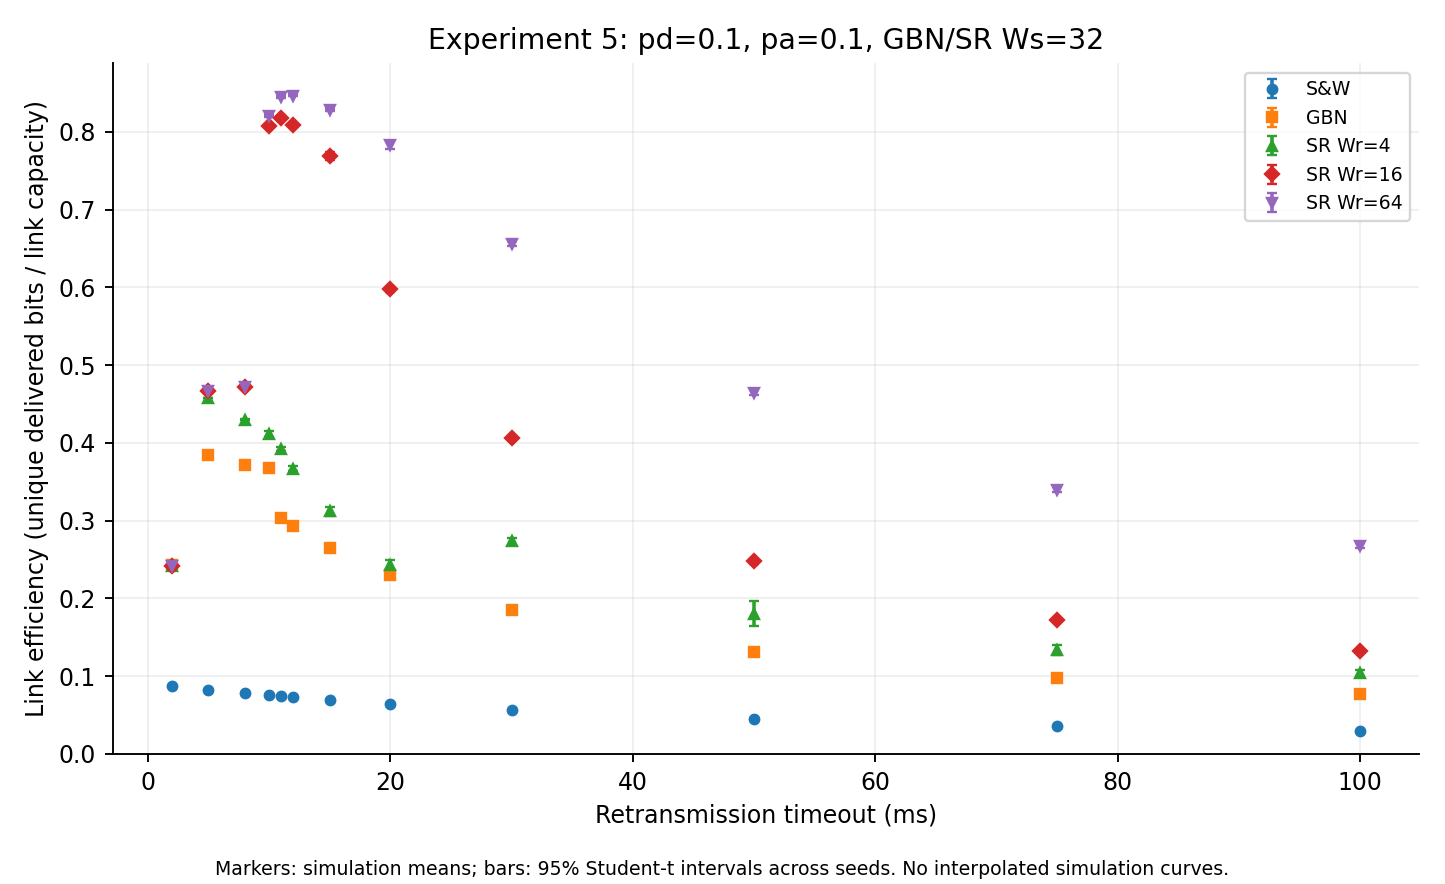 Experiment 5: pd=0.1, pa=0.1, GBN/SR Ws=32
Link efficiency (unique delivered bits / link capacity)
0.8
0.7
0.6
0.5
0.4
0.3
0.2
0.1
0.0
S&W
GBN
SR Wr=4
SR Wr=16
SR Wr=64
0 20 40 60 80 100
Retransmission timeout (ms)
Markers: simulation means; bars: 95% Student-t intervals across seeds. No interpolated simulation curves.